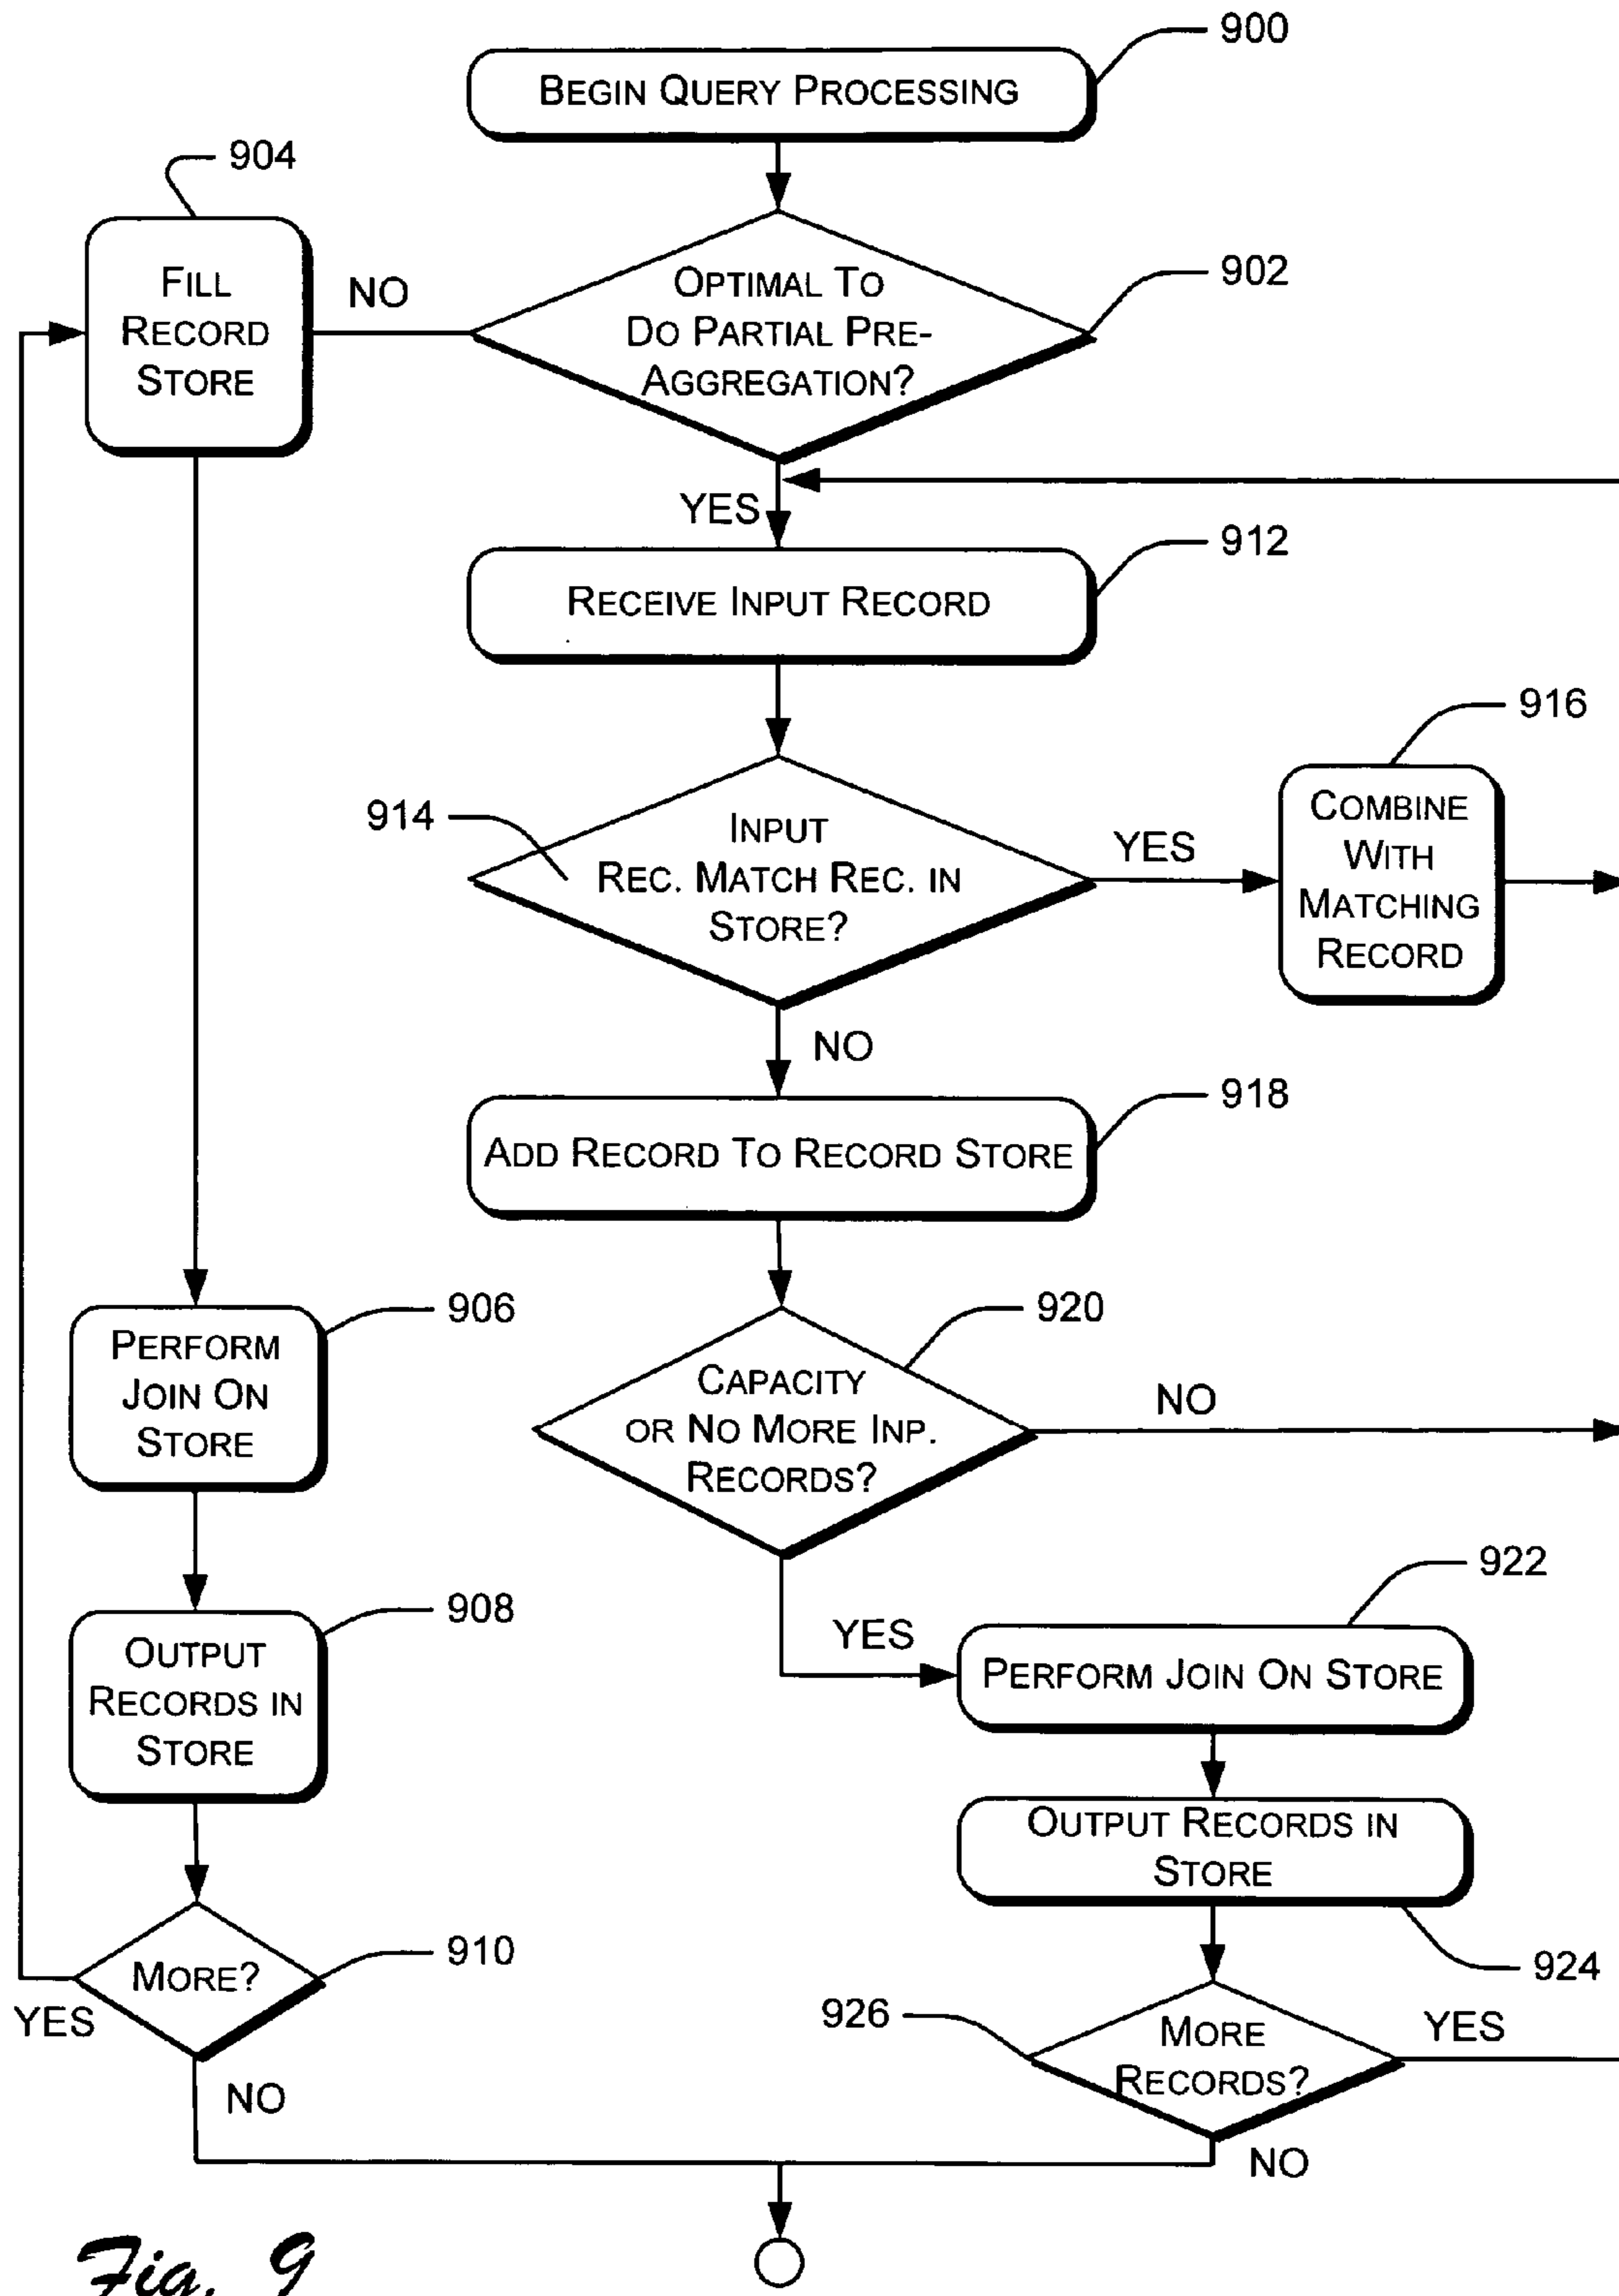 900
BEGIN QUERY PROCESSING
904
FILL
RECORD
STORE
NO
OPTIMAL TO
DO PARTIAL PRE-
AGGREGATION?
902
YES
912
RECEIVE INPUT RECORD
916
914
INPUT
REC. MATCH REC. IN
STORE?
YES
COMBINE
WITH
MATCHING
RECORD
NO
918
ADD RECORD TO RECORD STORE
906
PERFORM
JOIN ON
STORE
920
CAPACITY
OR NO MORE INP.
RECORDS?
NO
922
YES
PERFORM JOIN ON STORE
908
OUTPUT
RECORDS IN
STORE
OUTPUT RECORDS IN
STORE
924
910
MORE?
YES
NO
926
MORE
RECORDS?
YES
NO
Fig. 9